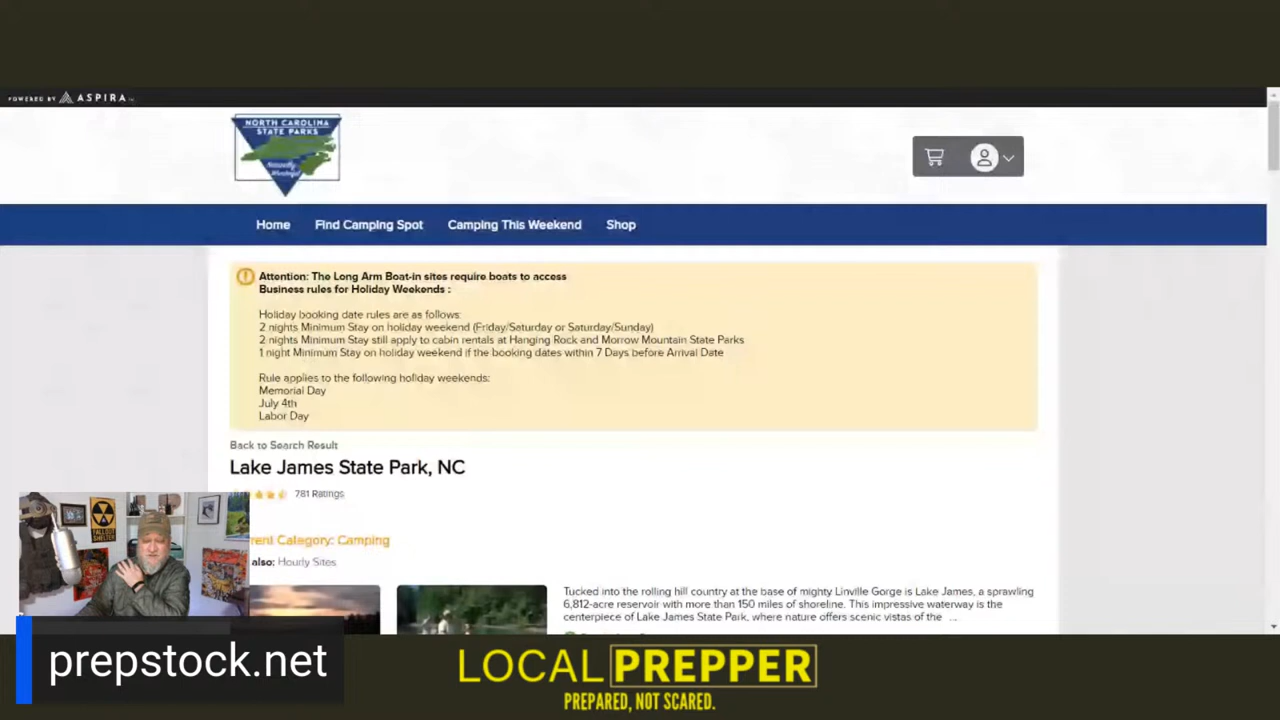 POWERED BY ASPIRA
NORTH CAROLINA
STATE PARKS
Naturally
Wonderful
Home
Find Camping Spot
Camping This Weekend
Shop
Attention: The Long Arm Boat-in sites require boats to access
Business rules for Holiday Weekends :
Holiday booking date rules are as follows:
2 nights Minimum Stay on holiday weekend (Friday/Saturday or Saturday/Sunday)
2 nights Minimum Stay still apply to cabin rentals at Hanging Rock and Morrow Mountain State Parks
1 night Minimum Stay on holiday weekend if the booking dates within 7 Days before Arrival Date
Rule applies to the following holiday weekends:
Memorial Day
July 4th
Labor Day
Back to Search Result
Lake James State Park, NC
781 Ratings
rent Category: Camping
also: Hourly Sites
Tucked into the rolling hill country at the base of mighty Linville Gorge is Lake James, a sprawling
6,812-acre reservoir with more than 150 miles of shoreline. This impressive waterway is the
centerpiece of Lake James State Park, where nature offers scenic vistas of the ...
FALLOUT
SHELTER
prepstock.net
LOCAL PREPPER
PREPARED, NOT SCARED.